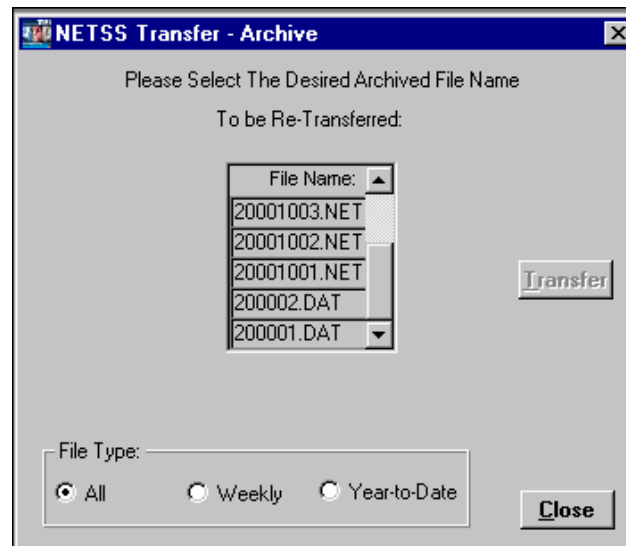 NETSS Transfer - Archive
Please Select The Desired Archived File Name
To be Re-Transferred:
File Name:
20001003.NET
20001002.NET
20001001.NET
200002.DAT
200001.DAT
Transfer
File Type:
All Weekly Year-to-Date
Close